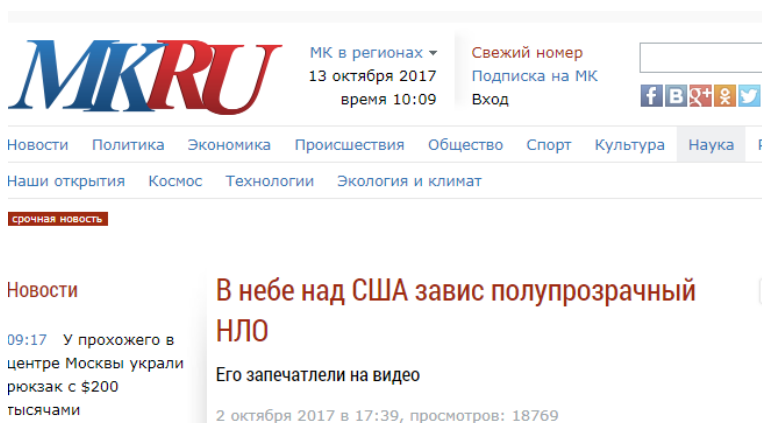 MKRU
МК в регионах
13 октября 2017
время 10:09
Свежий номер
Подписка на МК
Вход
Новости Политика Экономика Происшествия Общество Спорт Культура Наука
Наши открытия Космос Технологии Экология и климат
срочная новость
Новости
09:17 У прохожего в
центре Москвы украли
рюкзак с $200
тысячами
В небе над США завис полупрозрачный
НЛО
Его запечатлели на видео
2 октября 2017 в 17:39, просмотров: 18769